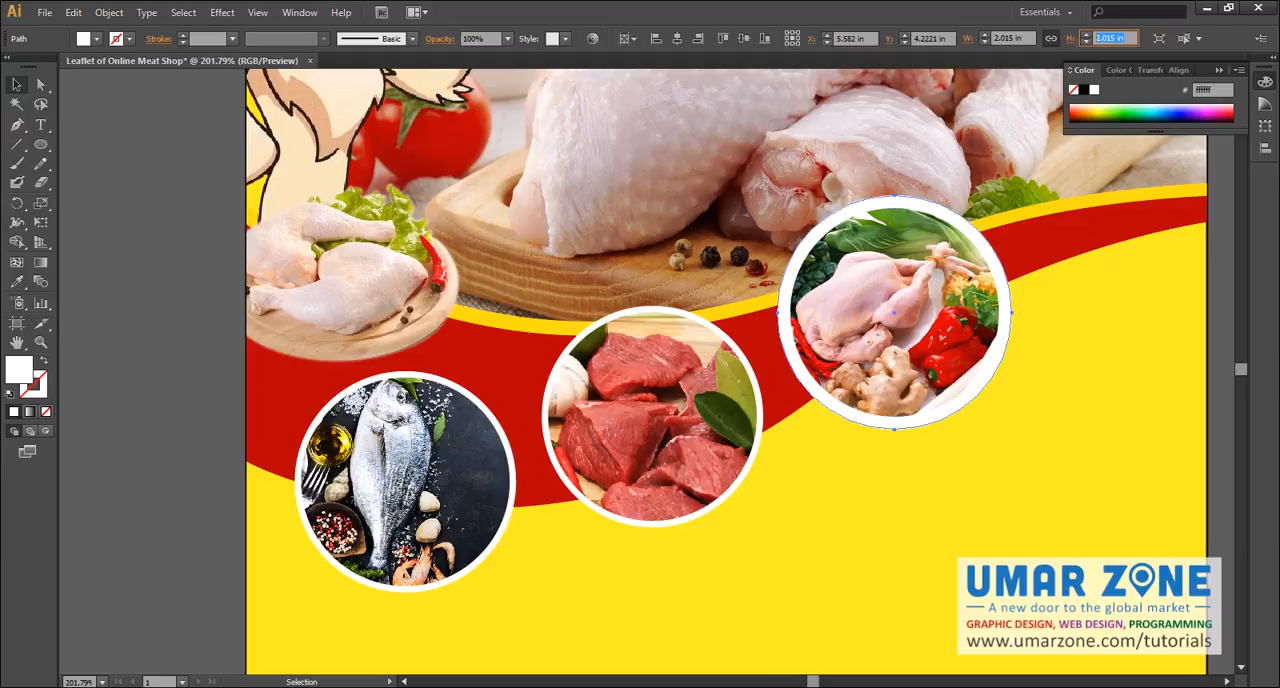 Ai File Edit Object Type Select Effect View Window Help Br Essentials
Path Stroke: Basic Opacity: 100% Style: X: 5.582 in Y: 4.2221 in W: 2.015 in H: 2.015 in
Leaflet of Online Meat Shop* @ 201.79% (RGB/Preview) ×
Color Color G Transfr Align
# ffffff
UMAR ZONE
A new door to the global market
GRAPHIC DESIGN, WEB DESIGN, PROGRAMMING
www.umarzone.com/tutorials
201.79% 1 Selection